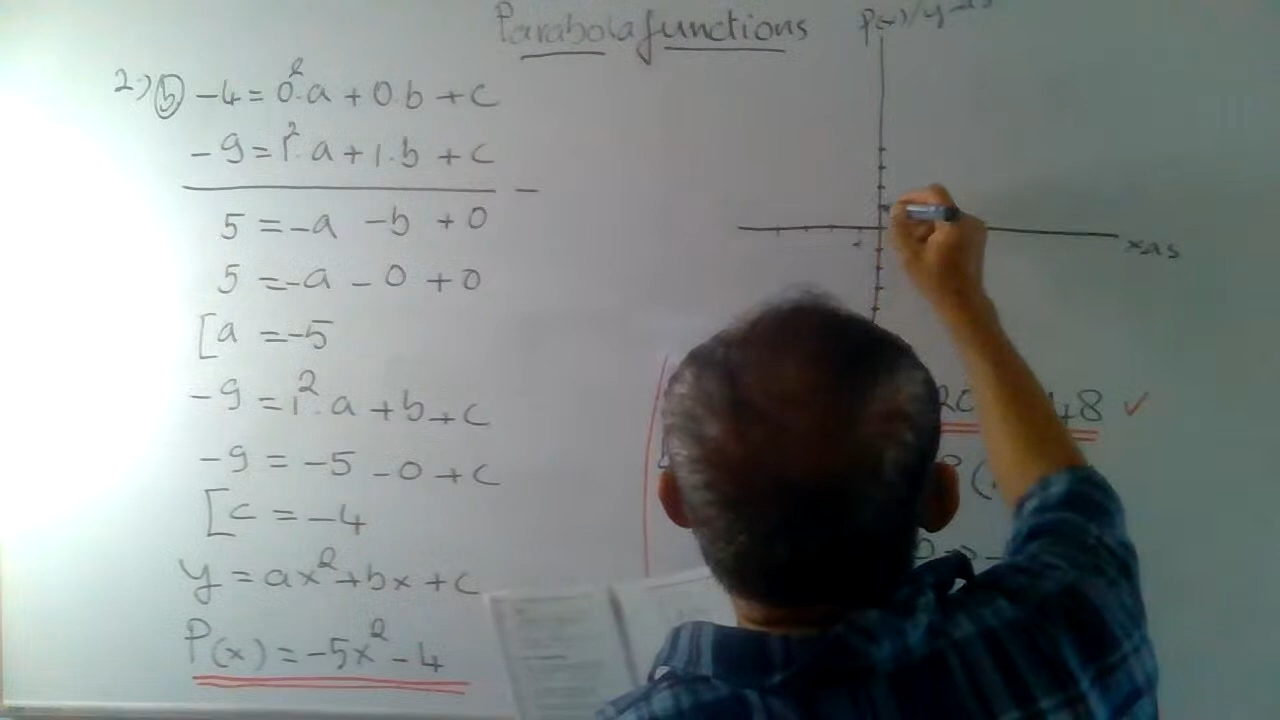 Parabola functions
2) b -4 = 0².a + 0.b + c
-9 = 1².a + 1.b + c
5 = -a -b + 0
5 = -a - 0 + 0
[a = -5
-9 = 1².a + b + c
-9 = -5 - 0 + c
[c = -4
y = ax² + bx + c
P(x) = -5x² - 4
xas
48 ✓